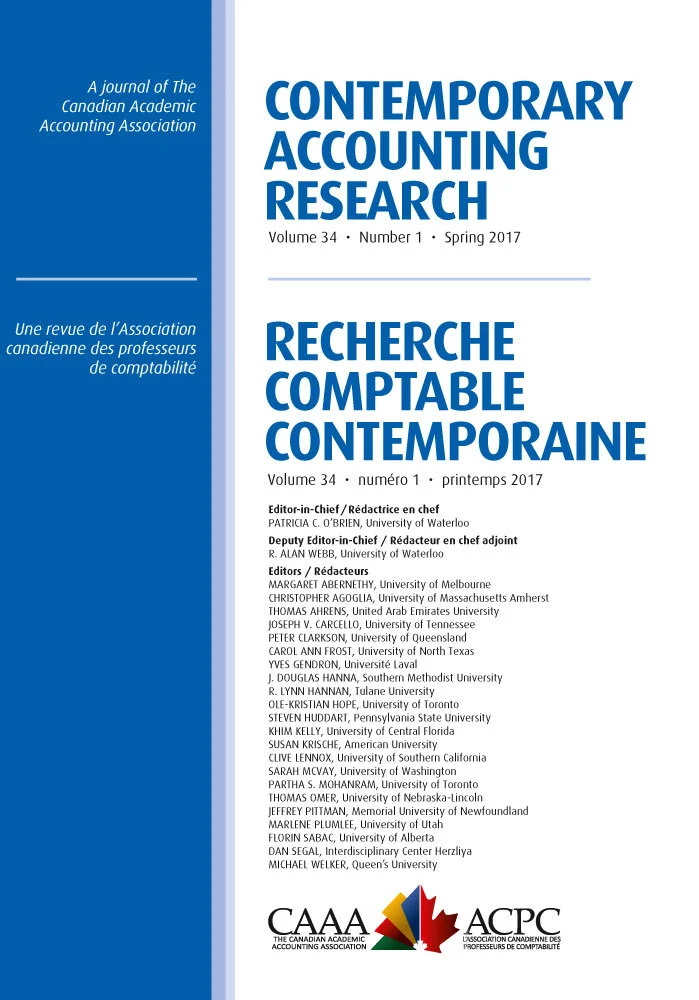 A journal of The
Canadian Academic
Accounting Association
CONTEMPORARY
ACCOUNTING
RESEARCH
Volume 34 • Number 1 • Spring 2017
Une revue de l’Association
canadienne des professeurs
de comptabilité
RECHERCHE
COMPTABLE
CONTEMPORAINE
Volume 34 • numéro 1 • printemps 2017
Editor-in-Chief / Rédactrice en chef
PATRICIA C. O’BRIEN, University of Waterloo
Deputy Editor-in-Chief / Rédacteur en chef adjoint
R. ALAN WEBB, University of Waterloo
Editors / Rédacteurs
MARGARET ABERNETHY, University of Melbourne
CHRISTOPHER AGOGLIA, University of Massachusetts Amherst
THOMAS AHRENS, United Arab Emirates University
JOSEPH V. CARCELLO, University of Tennessee
PETER CLARKSON, University of Queensland
CAROL ANN FROST, University of North Texas
YVES GENDRON, Université Laval
J. DOUGLAS HANNA, Southern Methodist University
R. LYNN HANNAN, Tulane University
OLE-KRISTIAN HOPE, University of Toronto
STEVEN HUDDART, Pennsylvania State University
KHIM KELLY, University of Central Florida
SUSAN KRISCHE, American University
CLIVE LENNOX, University of Southern California
SARAH MCVAY, University of Washington
PARTHA S. MOHANRAM, University of Toronto
THOMAS OMER, University of Nebraska-Lincoln
JEFFREY PITTMAN, Memorial University of Newfoundland
MARLENE PLUMLEE, University of Utah
FLORIN SABAC, University of Alberta
DAN SEGAL, Interdisciplinary Center Herzliya
MICHAEL WELKER, Queen’s University
CAAA
THE CANADIAN ACADEMIC
ACCOUNTING ASSOCIATION
ACPC
L’ASSOCIATION CANADIENNE DES
PROFESSEURS DE COMPTABILITÉ